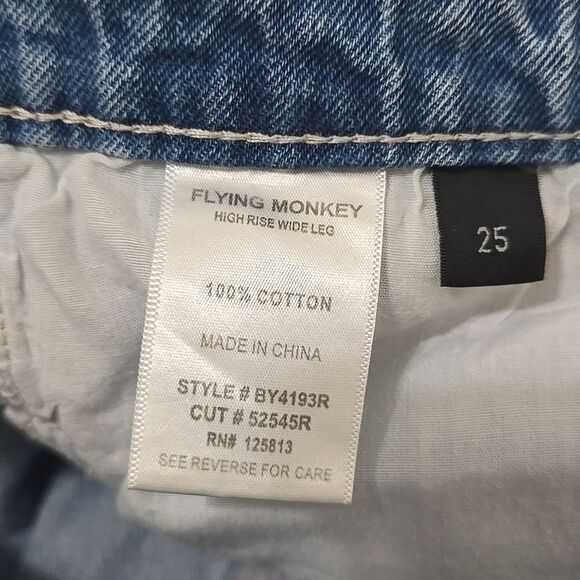 FLYING MONKEY
HIGH RISE WIDE LEG
100% COTTON
MADE IN CHINA
STYLE # BY4193R
CUT # 52545R
RN# 125813
SEE REVERSE FOR CARE
25